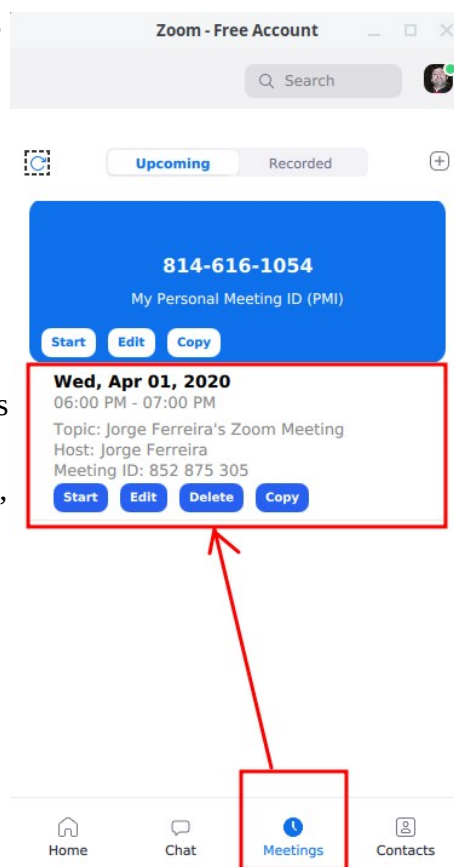 Zoom - Free Account
Search
Upcoming Recorded
814-616-1054
My Personal Meeting ID (PMI)
Start Edit Copy
Wed, Apr 01, 2020
06:00 PM - 07:00 PM
s
Topic: Jorge Ferreira's Zoom Meeting
Host: Jorge Ferreira
Meeting ID: 852 875 305
,
Start Edit Delete Copy
Home Chat Meetings Contacts